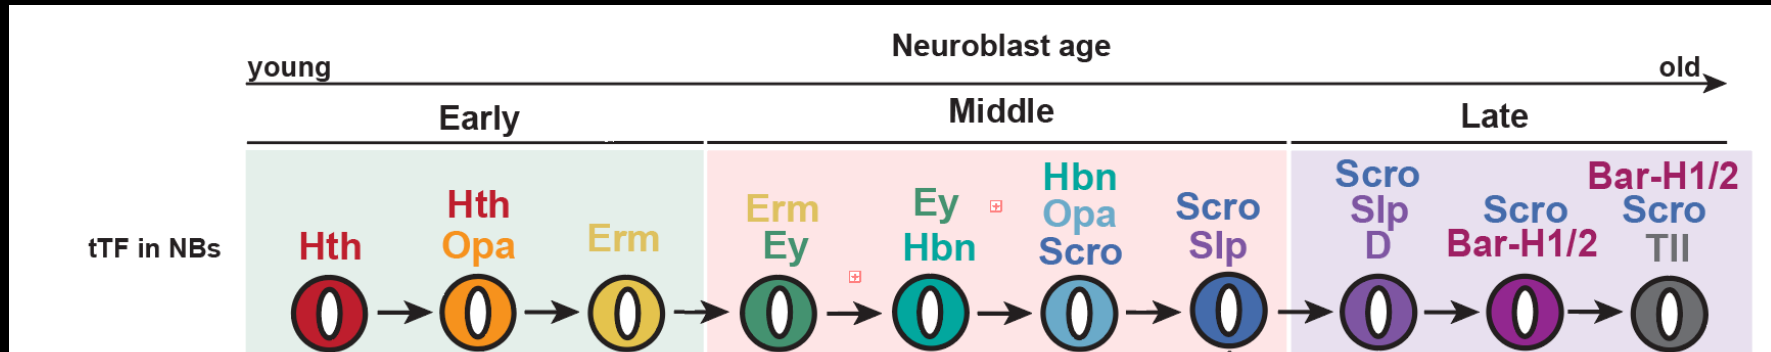 Neuroblast age
young
old
Early
Middle
Late
tTF in NBs
Hth
Hth
Opa
Erm
Erm
Ey
Ey
Hbn
Hbn
Opa
Scro
Scro
Slp
Scro
Slp
D
Scro
Bar-H1/2
Bar-H1/2
Scro
Tll